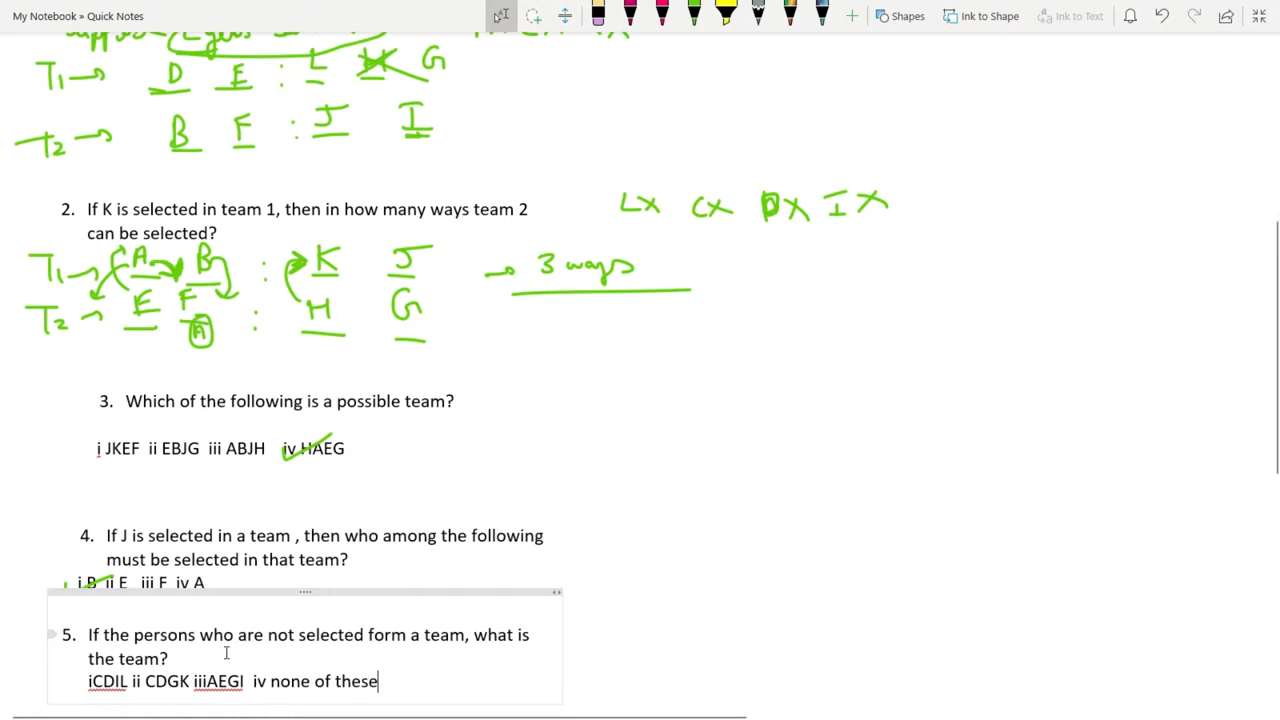 My Notebook » Quick Notes
Shapes Ink to Shape Ink to Text
T1 → D E : L G
T2 → B F : J I
2. If K is selected in team 1, then in how many ways team 2
can be selected?
LX CX DX IX
T1 → A B : K J → 3 ways
T2 → E F : H G
A
3. Which of the following is a possible team?
i JKEF ii EBJG iii ABJH iv HAEG
4. If J is selected in a team , then who among the following
must be selected in that team?
i B ii E iii F iv A
5. If the persons who are not selected form a team, what is
the team?
iCDIL ii CDGK iiiAEGI iv none of these